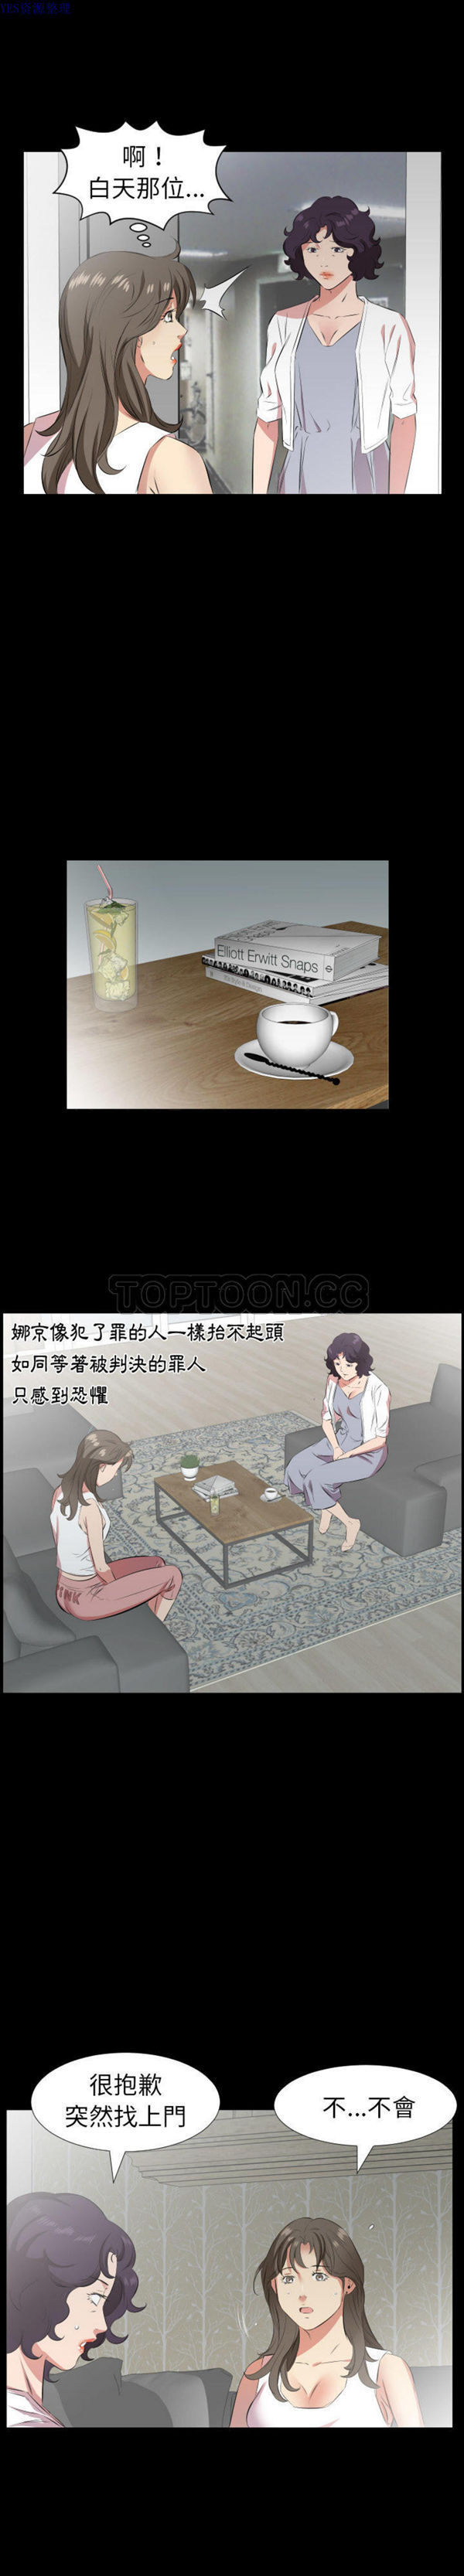 啊！
白天那位...
Elliott Erwitt Snaps
TOPTOON.CC
娜京像犯了罪的人一樣抬不起頭
如同等著被判決的罪人
只感到恐懼
PINK
很抱歉
突然找上門
不...不會